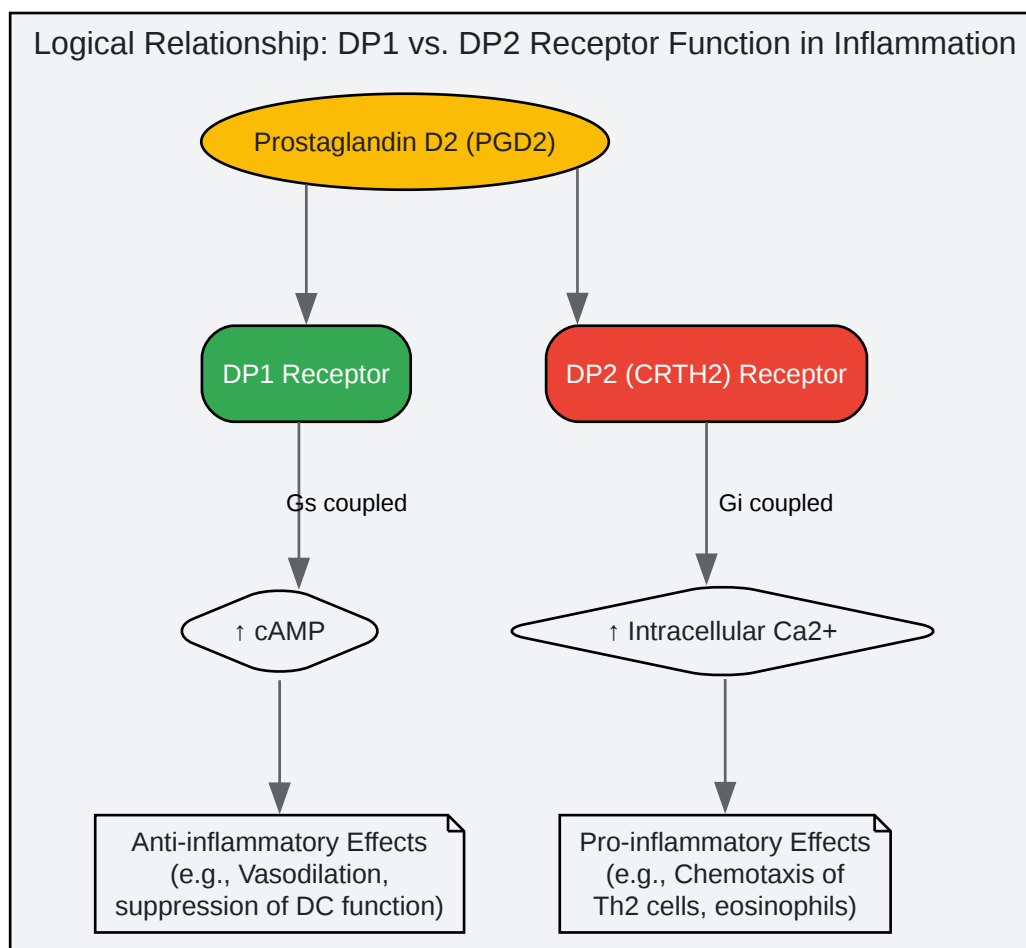 Logical Relationship: DP1 vs. DP2 Receptor Function in Inflammation
Prostaglandin D2 (PGD2)
DP1 Receptor
DP2 (CRTH2) Receptor
Gs coupled
Gi coupled
↑ cAMP
↑ Intracellular Ca2+
Anti-inflammatory Effects
(e.g., Vasodilation,
suppression of DC function)
Pro-inflammatory Effects
(e.g., Chemotaxis of
Th2 cells, eosinophils)